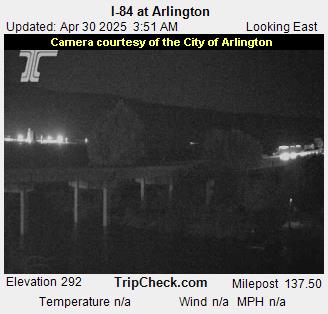 I-84 at Arlington
Updated: Apr 30 2025 3:51 AM Looking East
Camera courtesy of the City of Arlington
Elevation 292 TripCheck.com Milepost 137.50
Temperature n/a Wind n/a MPH n/a